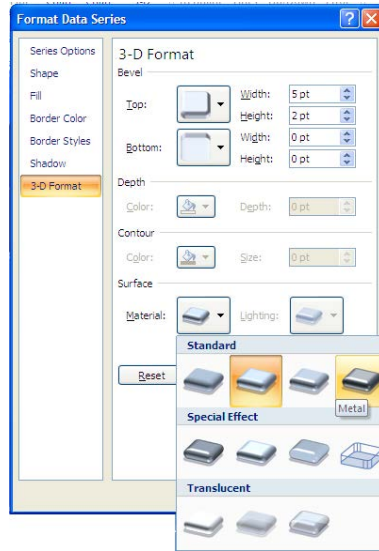 Format Data Series
Series Options
Shape
Fill
Border Color
Border Styles
Shadow
3-D Format
3-D Format
Bevel
Top:
Width: 5 pt
Height: 2 pt
Bottom:
Width: 0 pt
Height: 0 pt
Depth
Color:
Depth: 0 pt
Contour
Color:
Size: 0 pt
Surface
Material:
Lighting:
Reset
Standard
Metal
Special Effect
Translucent